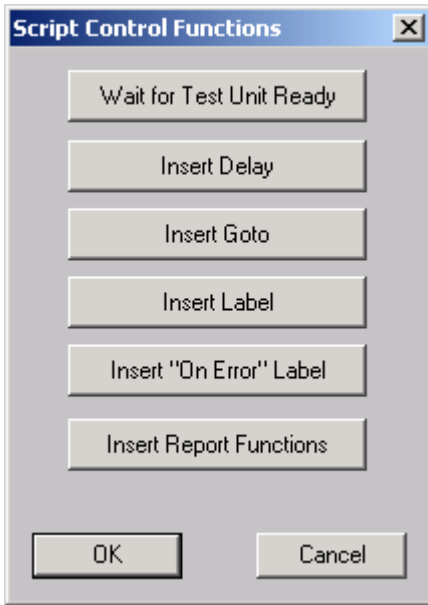 Script Control Functions
Wait for Test Unit Ready
Insert Delay
Insert Goto
Insert Label
Insert "On Error" Label
Insert Report Functions
OK Cancel